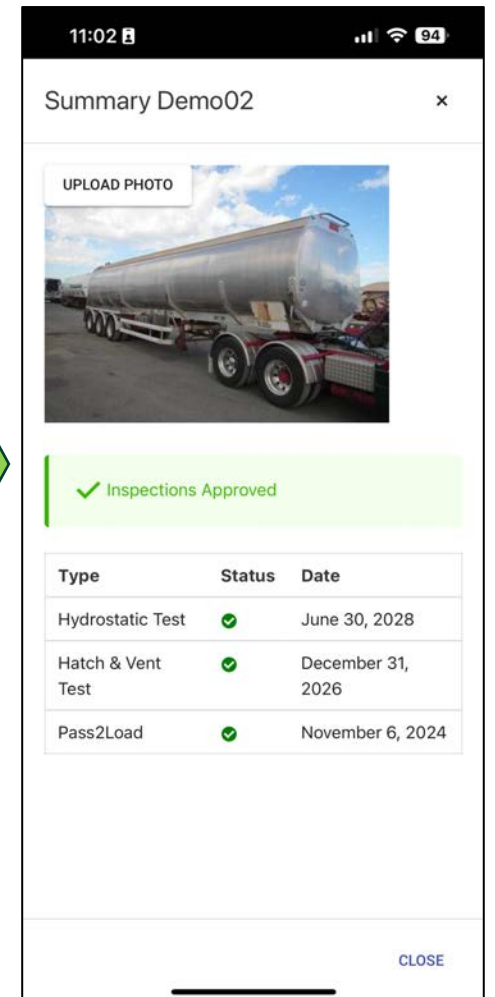 11:02 94
Summary Demo02 ×
UPLOAD PHOTO
Inspections Approved
Type Status Date
Hydrostatic Test June 30, 2028
Hatch & Vent December 31,
Test 2026
Pass2Load November 6, 2024
CLOSE